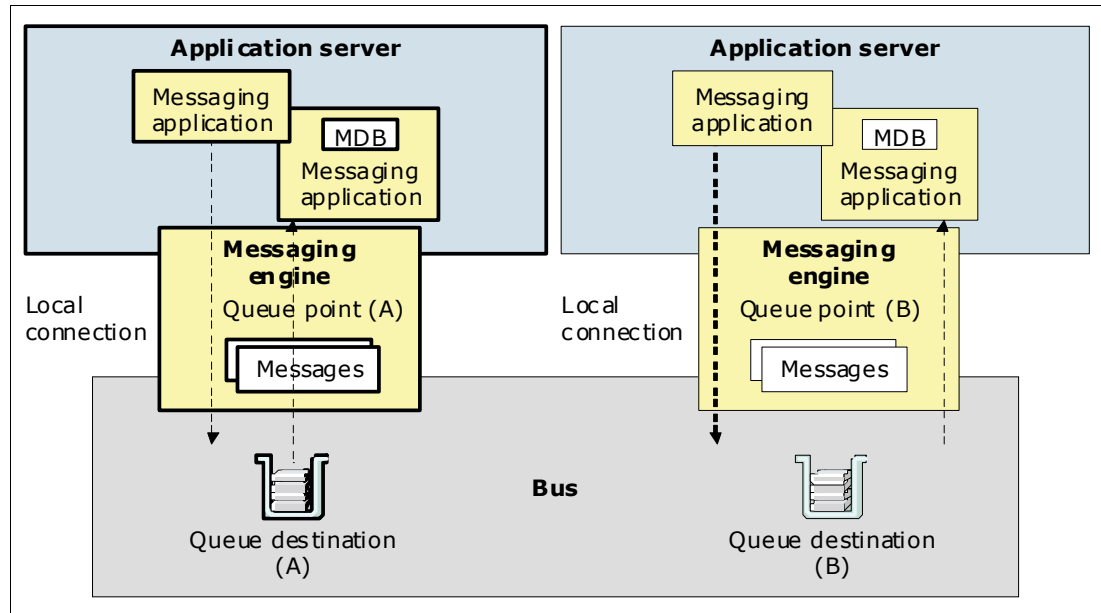 Application server
Messaging
application
MDB
Messaging
application
Messaging
engine
Queue point (A)
Messages
Local
connection
Queue destination
(A)
Application server
Messaging
application
MDB
Messaging
application
Messaging
engine
Queue point (B)
Messages
Local
connection
Bus
Queue destination
(B)